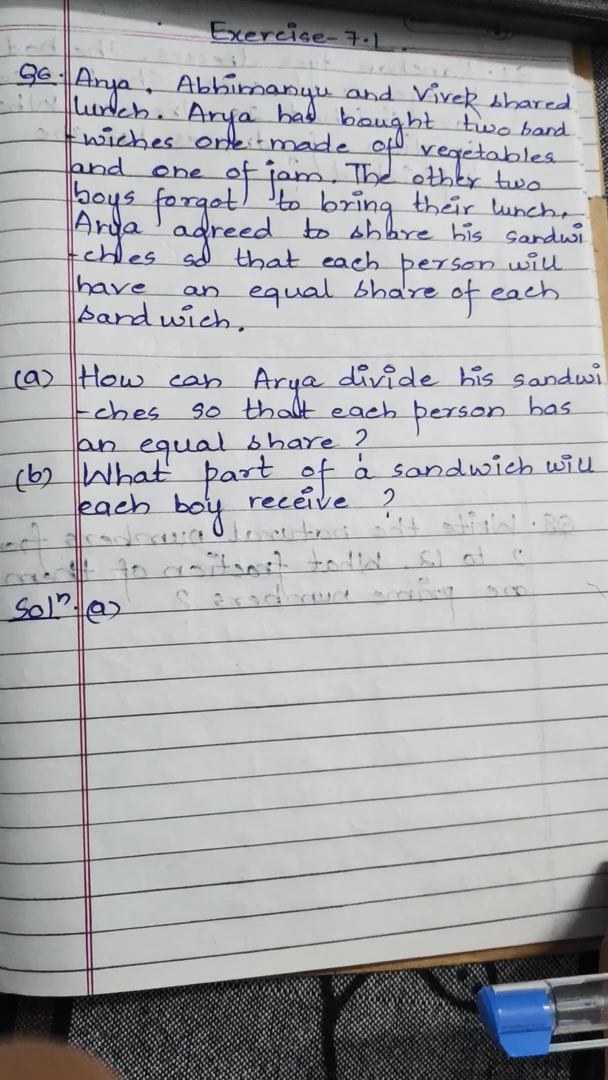 Exercise-7.1
Q6. Arya, Abhimanyu and Vivek shared
lunch. Arya had bought two sand
-wiches one made of vegetables
and one of jam. The other two
boys forgot to bring their lunch.
Arya agreed to share his sandwi
-ches so that each person will
have an equal share of each
sandwich.
(a) How can Arya divide his sandwi
-ches so that each person has
an equal share ?
(b) What part of a sandwich will
each boy receive ?
Solⁿ. (a)